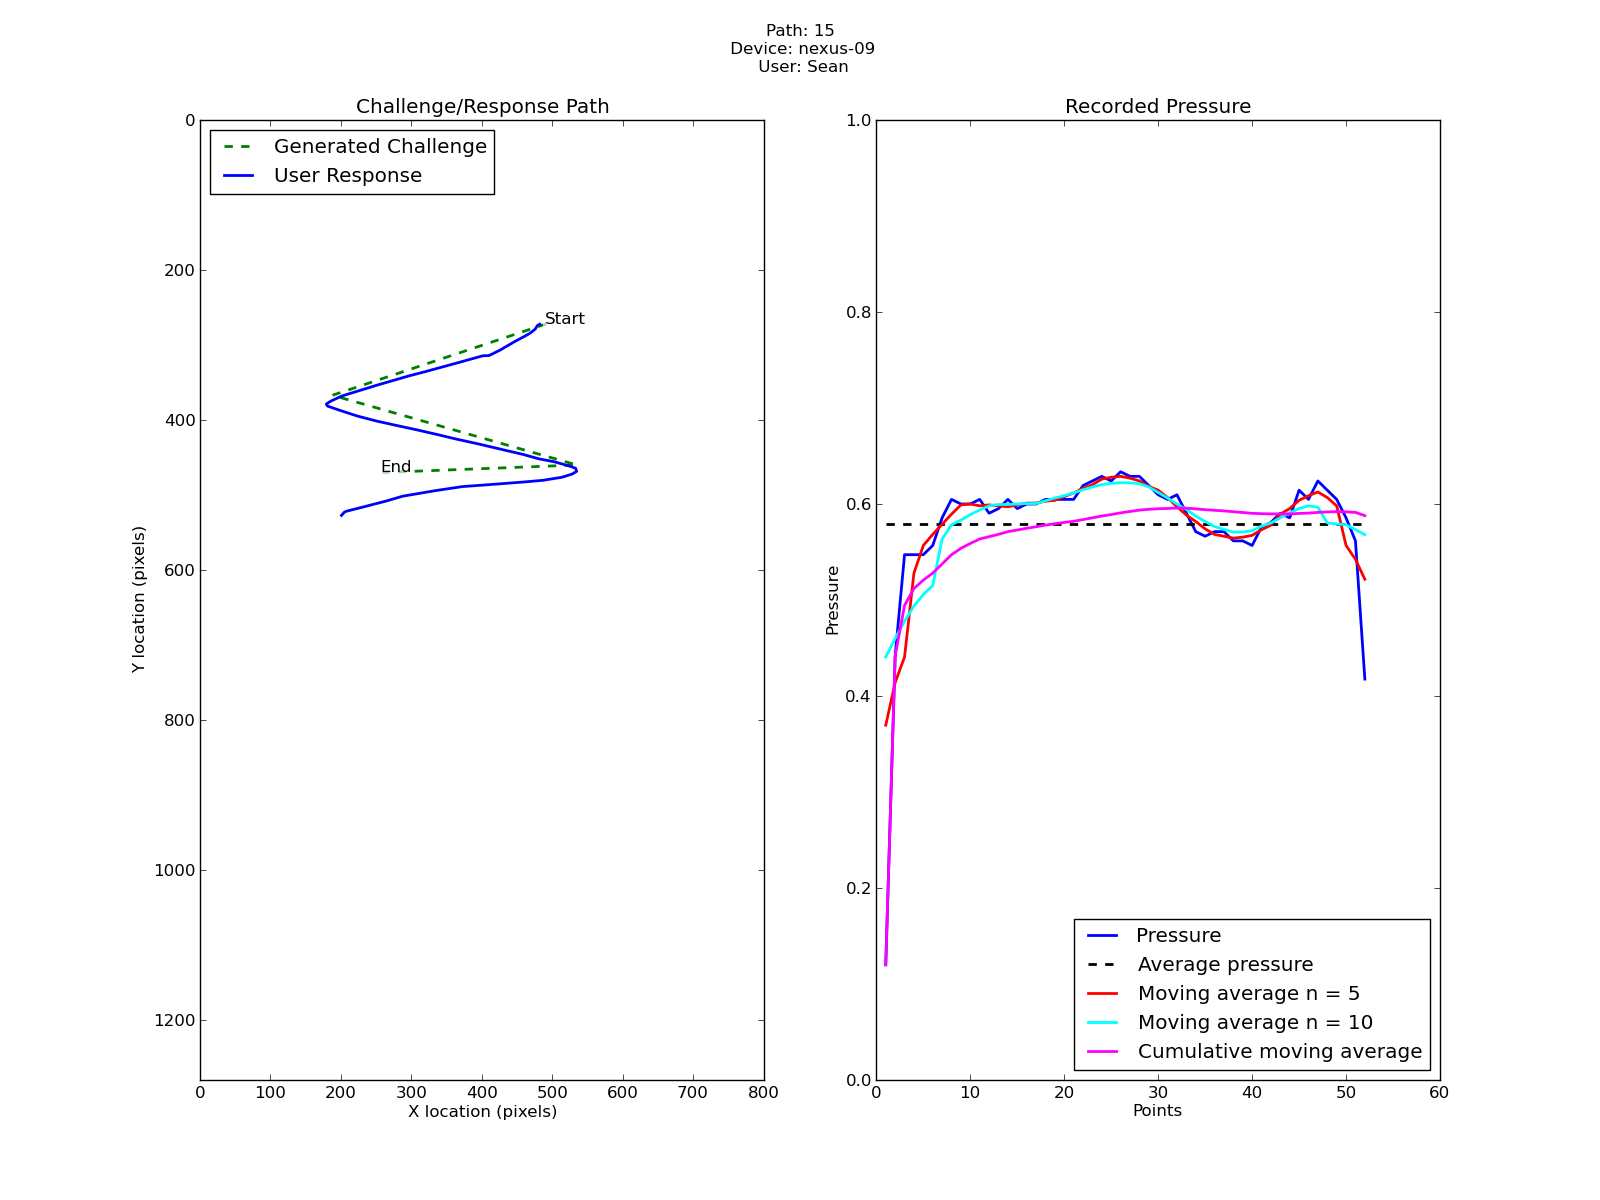 Path: 15
Device: nexus-09
User: Sean
Challenge/Response Path
0
200
400
600
800
1000
1200
Y location (pixels)
Generated Challenge
User Response
Start
End
0 100 200 300 400 500 600 700 800
X location (pixels)
Recorded Pressure
1.0
0.8
0.6
0.4
0.2
0.0
Pressure
Pressure
Average pressure
Moving average n = 5
Moving average n = 10
Cumulative moving average
0 10 20 30 40 50 60
Points